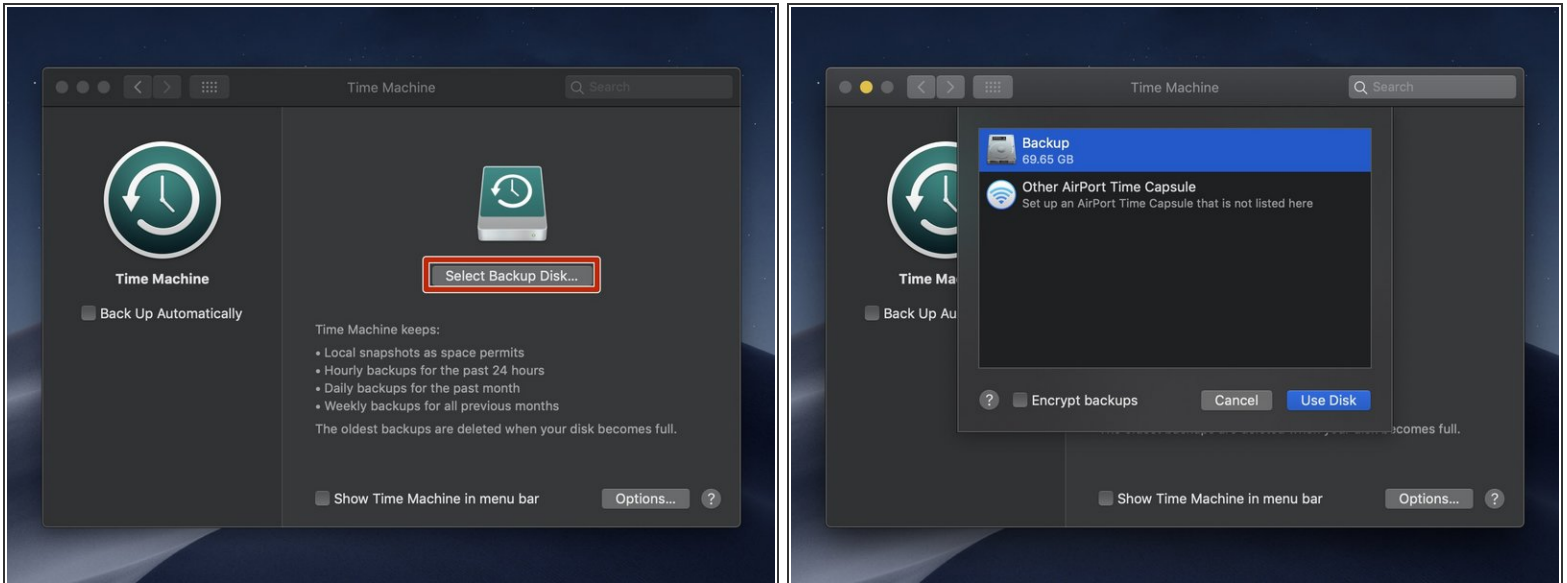 Time Machine
Search
Time Machine
Back Up Automatically
Select Backup Disk...
Time Machine keeps:
• Local snapshots as space permits
• Hourly backups for the past 24 hours
• Daily backups for the past month
• Weekly backups for all previous months
The oldest backups are deleted when your disk becomes full.
Show Time Machine in menu bar
Options...
?
Time Machine
Search
Time Ma
Back Up Au
Backup
69.65 GB
Other AirPort Time Capsule
Set up an AirPort Time Capsule that is not listed here
?
Encrypt backups
Cancel
Use Disk
ecomes full.
Show Time Machine in menu bar
Options...
?